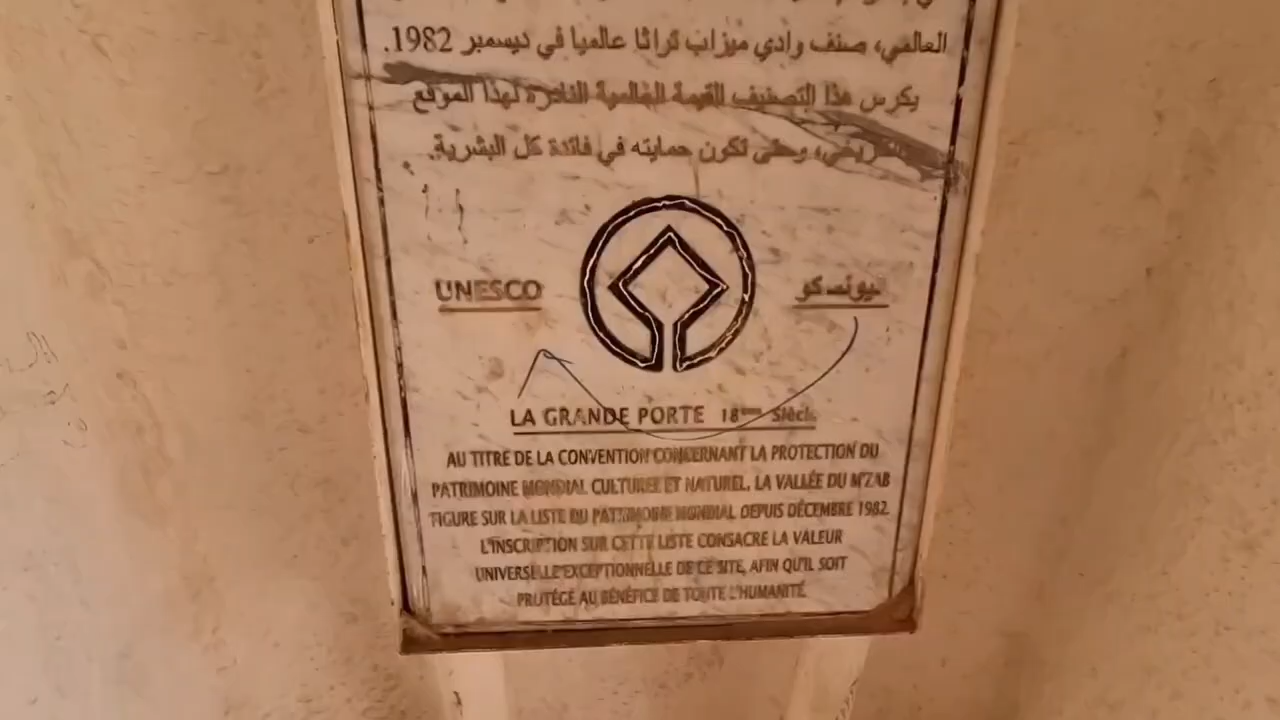 العالمي، صنف وادي ميزاب تراثا عالميا في ديسمبر 1982.
يكرس هذا التصنيف القيمة العالمية النادرة لهذا الموقع
وحتى تكون حمايته في فائدة كل البشرية.
UNESCO
اليونسكو
LA GRANDE PORTE 18ème Siècle
AU TITRE DE LA CONVENTION CONCERNANT LA PROTECTION DU
PATRIMOINE MONDIAL CULTUREL ET NATUREL, LA VALLÉE DU M'ZAB
FIGURE SUR LA LISTE DU PATRIMOINE MONDIAL DEPUIS DÉCEMBRE 1982.
L'INSCRIPTION SUR CETTE LISTE CONSACRE LA VALEUR
UNIVERSELLE EXCEPTIONNELLE DE CE SITE, AFIN QU'IL SOIT
PROTÉGÉ AU BÉNÉFICE DE TOUTE L'HUMANITÉ.